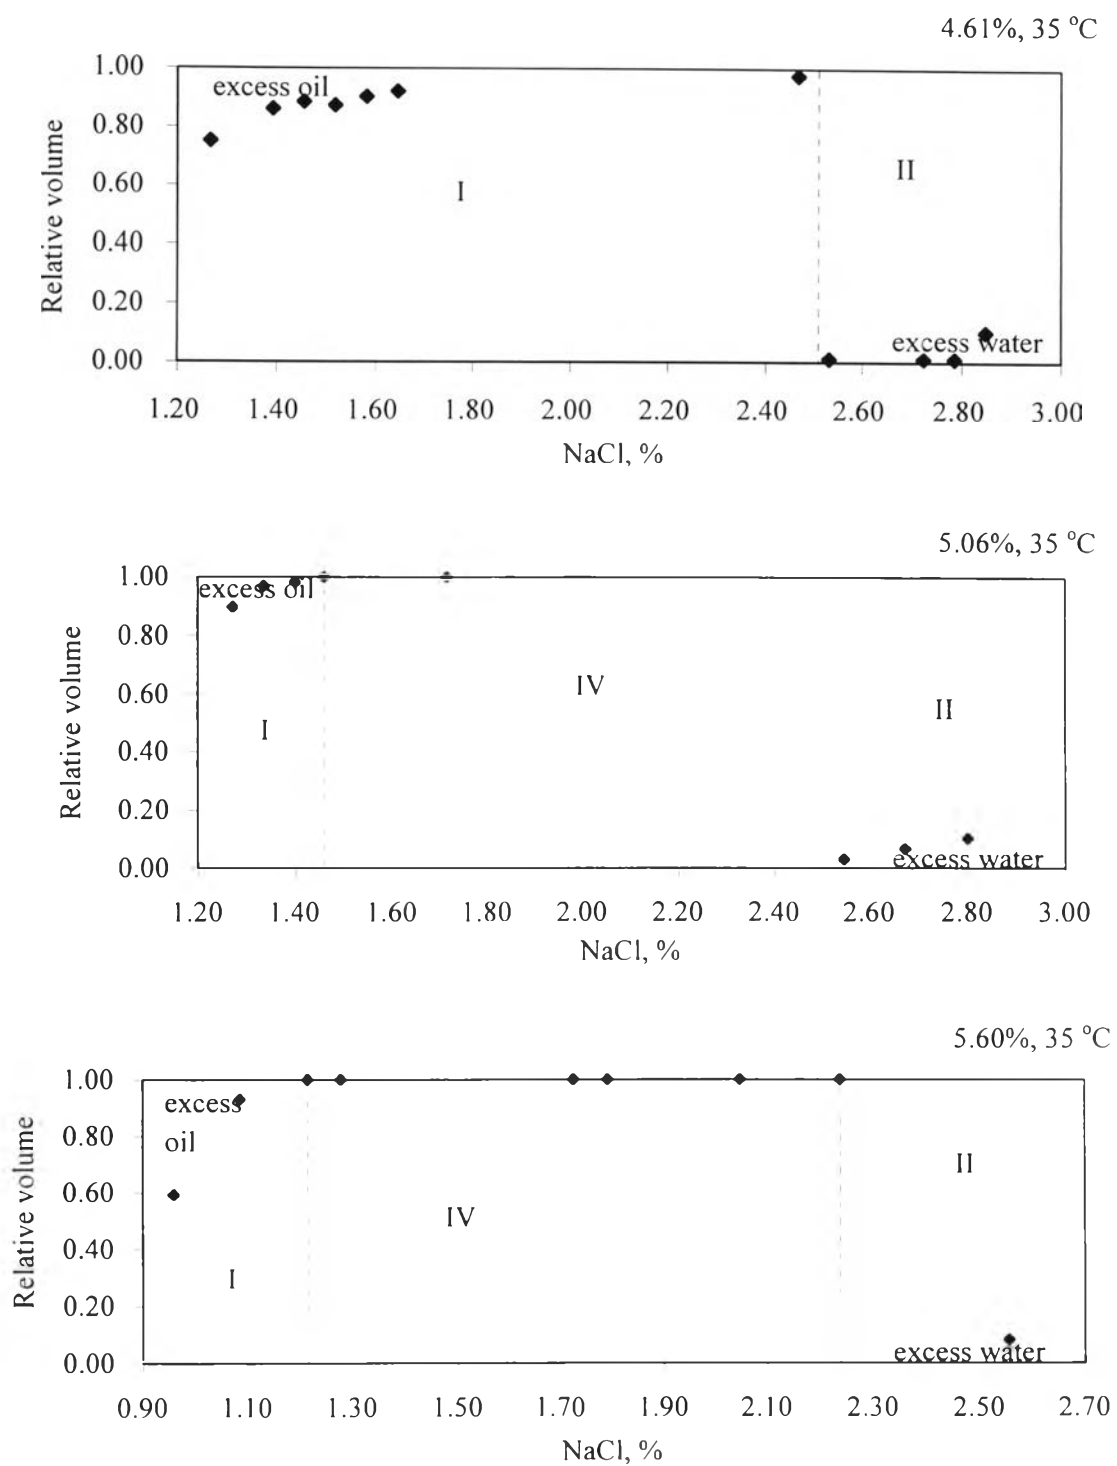 4.61%, 35 °C
1.00
excess oil
0.80
0.60
I
II
0.40
0.20
excess water
0.00
Relative volume
1.20 1.40 1.60 1.80 2.00 2.20 2.40 2.60 2.80 3.00
NaCl, %
5.06%, 35 °C
1.00
excess oil
0.80
0.60
IV
II
I
0.40
0.20
excess water
0.00
Relative volume
1.20 1.40 1.60 1.80 2.00 2.20 2.40 2.60 2.80 3.00
NaCl, %
5.60%, 35 °C
1.00
excess
oil
0.80
II
0.60
IV
0.40
I
0.20
excess water
0.00
Relative volume
0.90 1.10 1.30 1.50 1.70 1.90 2.10 2.30 2.50 2.70
NaCl, %